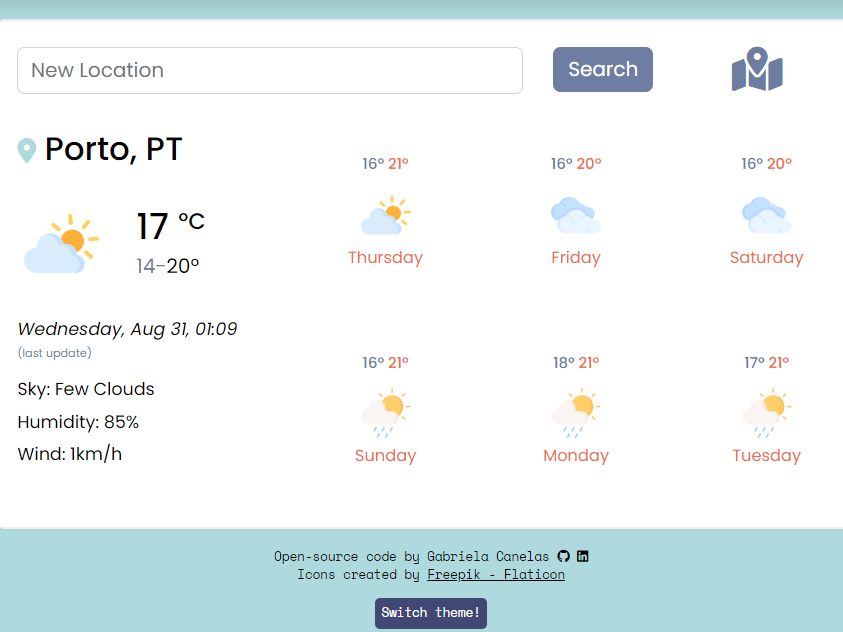 New Location
Search
Porto, PT
17 °C
14-20°
Wednesday, Aug 31, 01:09
(last update)
Sky: Few Clouds
Humidity: 85%
Wind: 1km/h
16° 21°
Thursday
16° 20°
Friday
16° 20°
Saturday
16° 21°
Sunday
18° 21°
Monday
17° 21°
Tuesday
Open-source code by Gabriela Canelas
Icons created by Freepik - Flaticon
Switch theme!